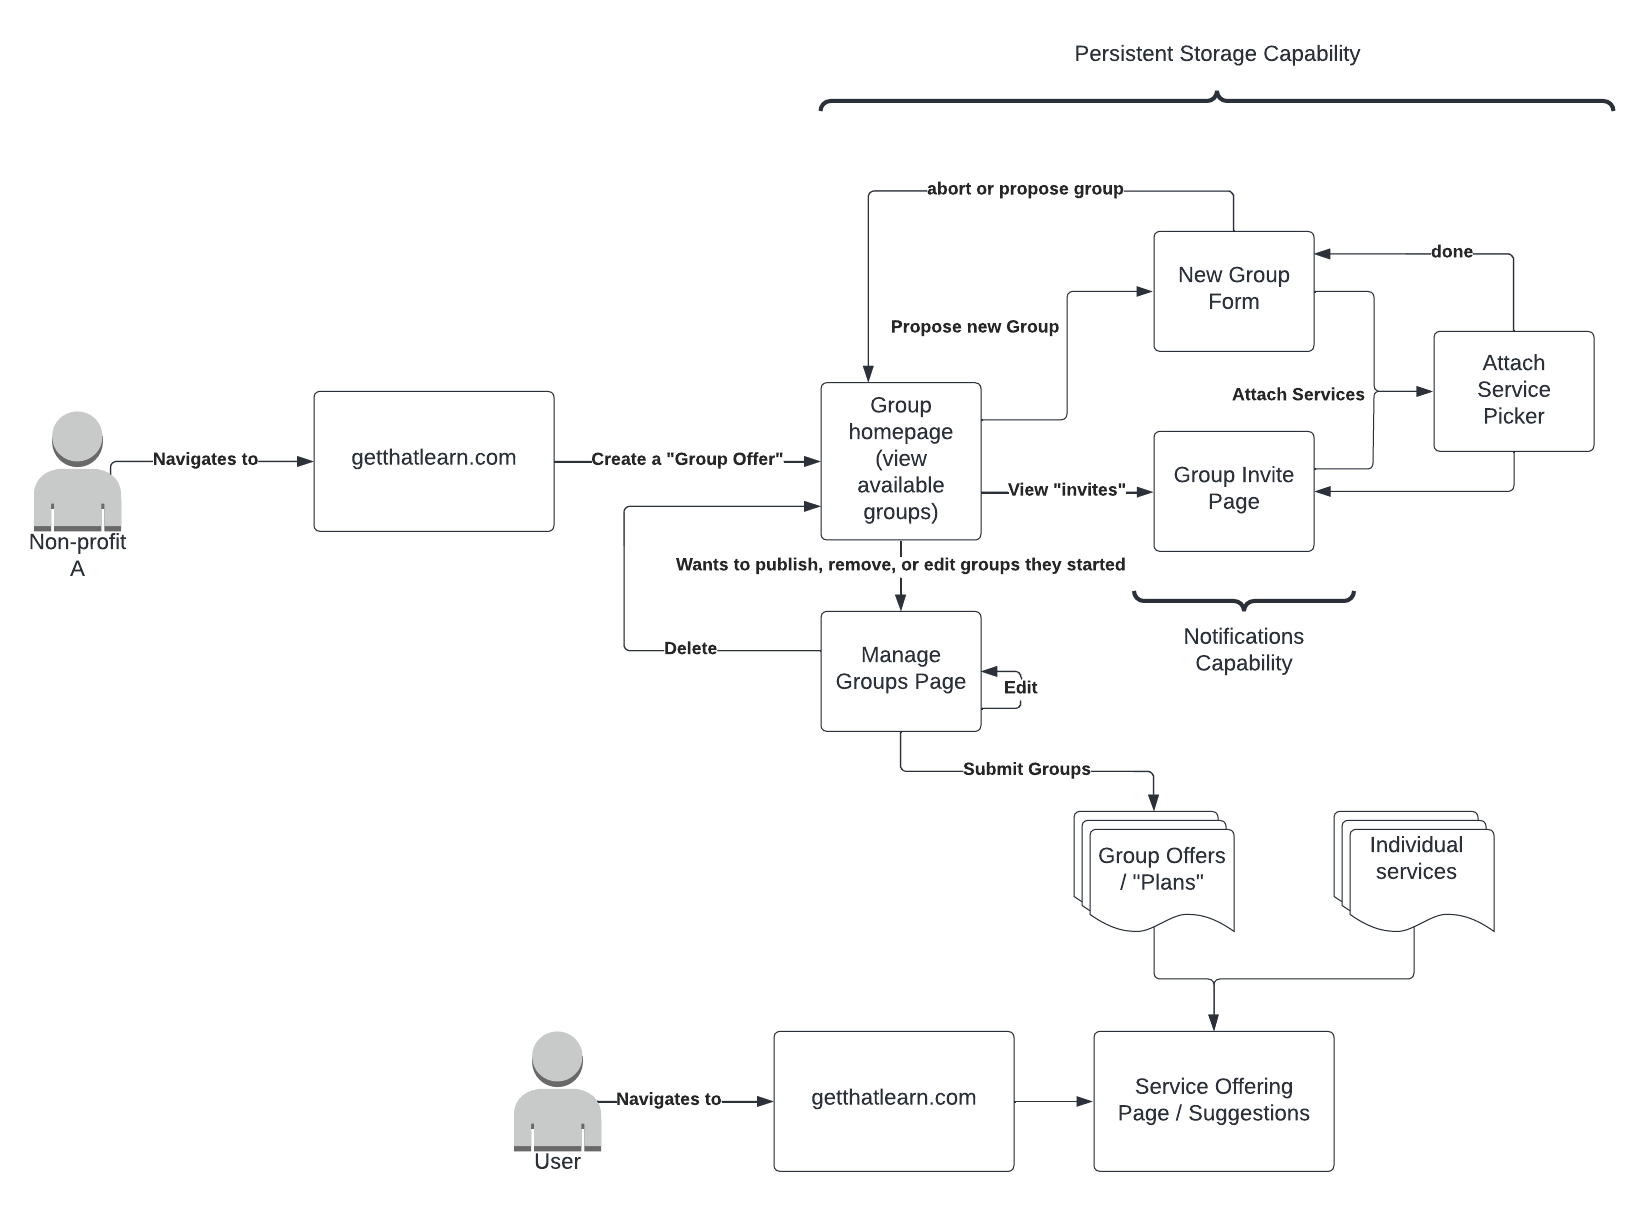 Persistent Storage Capability
abort or propose group
done
New Group
Form
Propose new Group
Attach
Service
Picker
Attach Services
Group
homepage
(view
available
groups)
Navigates to
getthatlearn.com
Create a "Group Offer"
View "invites"
Group Invite
Page
Non-profit
A
Wants to publish, remove, or edit groups they started
Notifications
Capability
Delete
Manage
Groups Page
Edit
Submit Groups
Group Offers
/ "Plans"
Individual
services
Navigates to
getthatlearn.com
Service Offering
Page / Suggestions
User